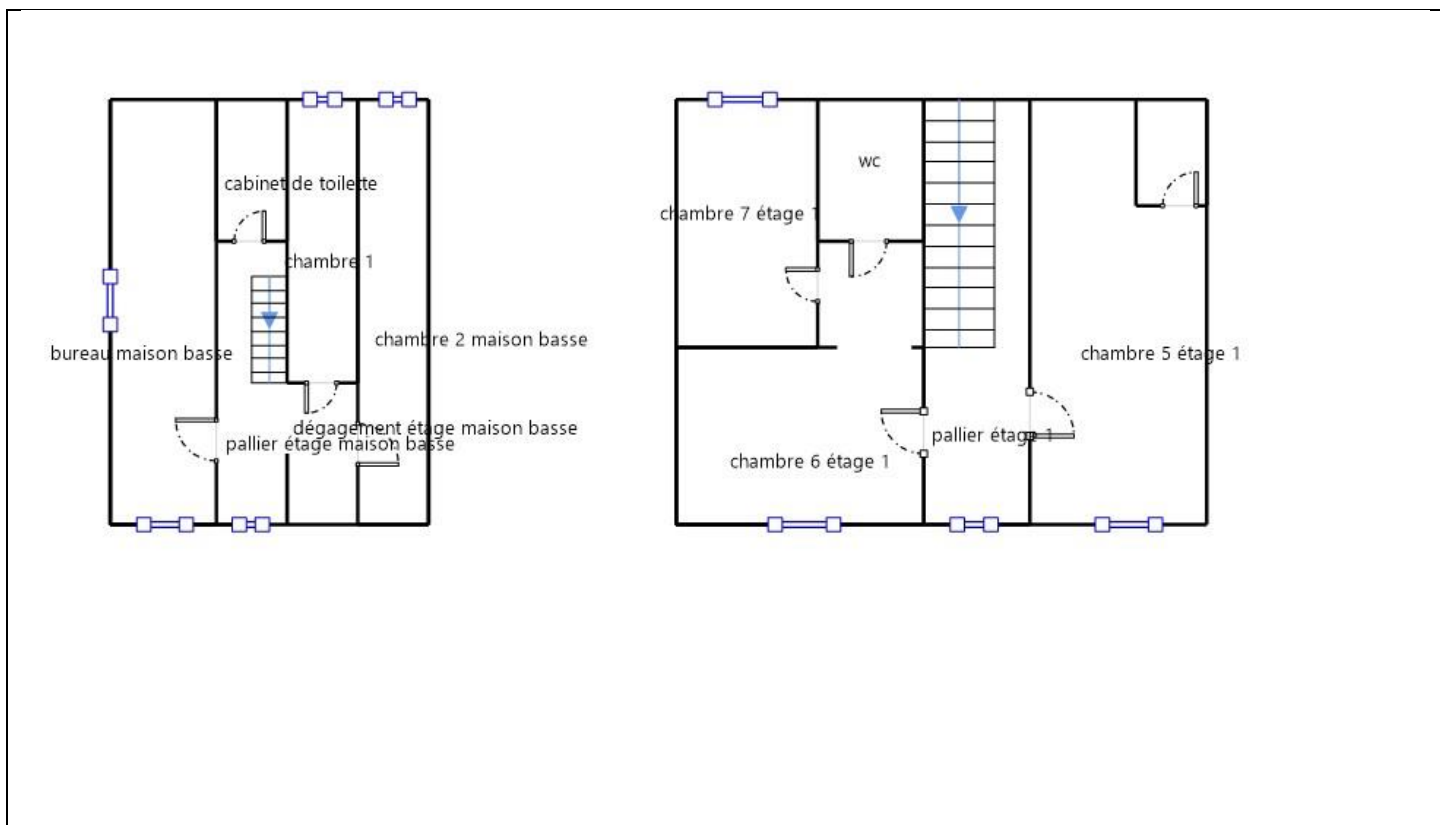 cabinet de toilette
chambre 1
chambre 2 maison basse
bureau maison basse
dégagement étage maison basse
pallier étage maison basse
wc
chambre 7 étage 1
chambre 5 étage 1
pallier étage 1
chambre 6 étage 1